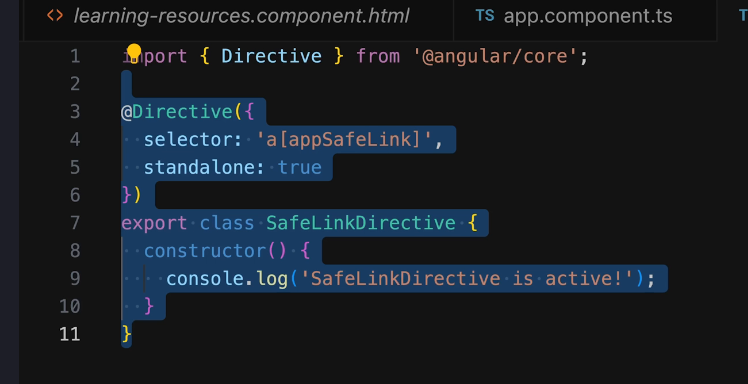 <> learning-resources.component.html
TS app.component.ts
1 import { Directive } from '@angular/core';
2
3 @Directive({
4 selector: 'a[appSafeLink]',
5 standalone: true
6 })
7 export class SafeLinkDirective {
8 constructor() {
9 console.log('SafeLinkDirective is active!');
10 }
11 }